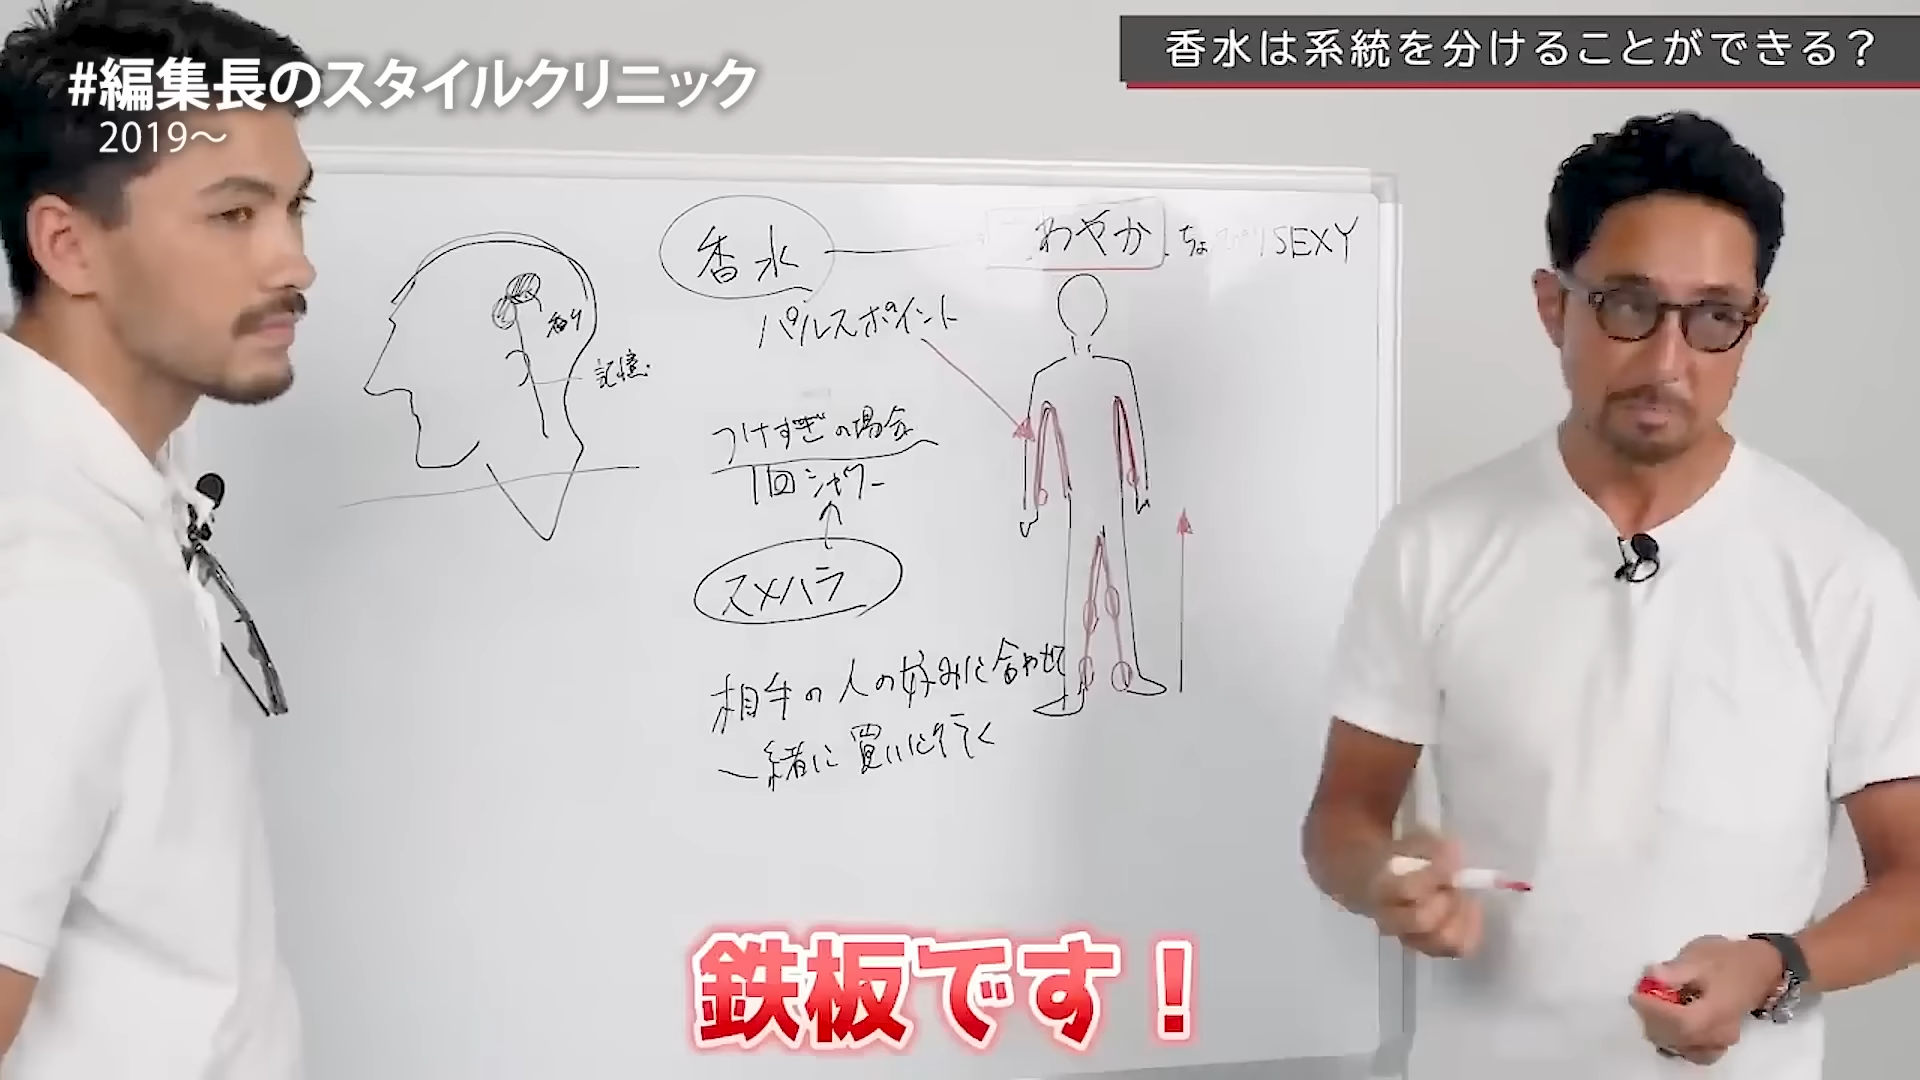 #編集長のスタイルクリニック
2019〜
香水は系統を分けることができる？
香水
わやか
ちょ
SEXY
パルスポイント
香り
記憶
つけすぎの場合
1回シャワー
スメハラ
相手の人の好みに合わせて
一緒に買いに行く
鉄板です！